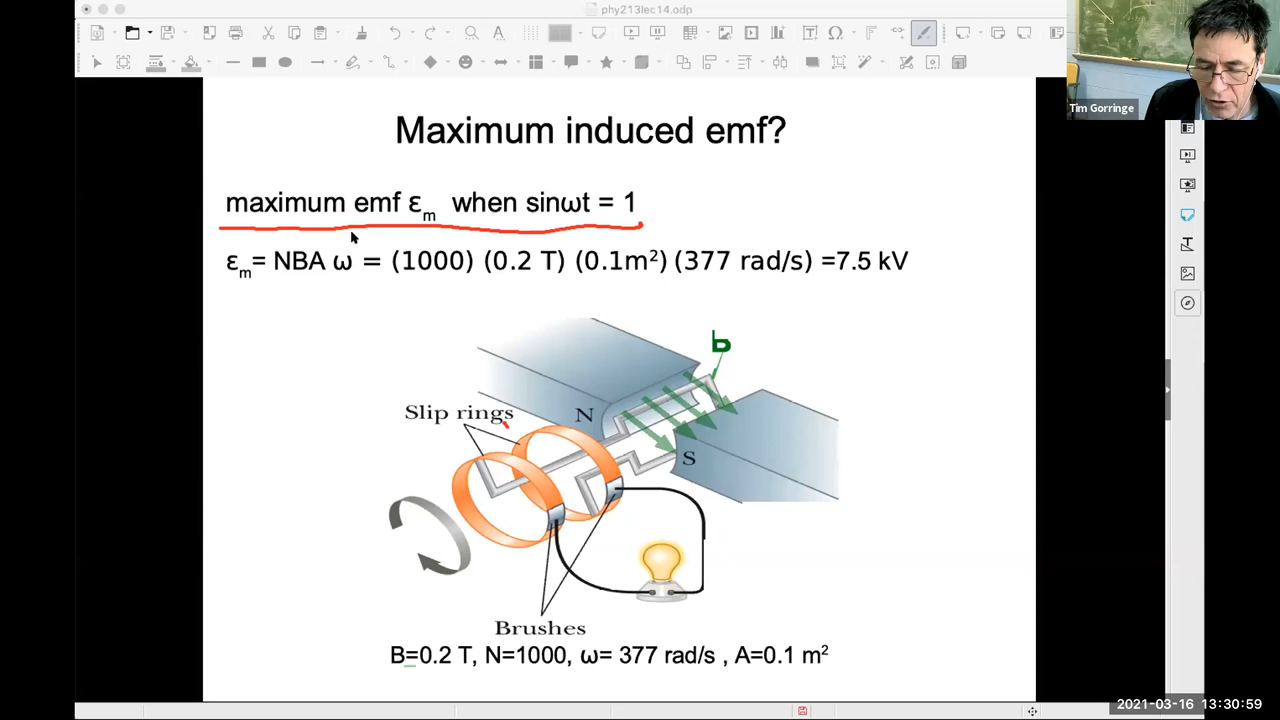 phy213lec14.odp
Tim Gorringe
Maximum induced emf?
maximum emf εm when sinωt = 1
εm= NBA ω = (1000) (0.2 T) (0.1m²) (377 rad/s) =7.5 kV
b
Slip rings
N
S
Brushes
B=0.2 T, N=1000, ω= 377 rad/s , A=0.1 m²
2021-03-16 13:30:59